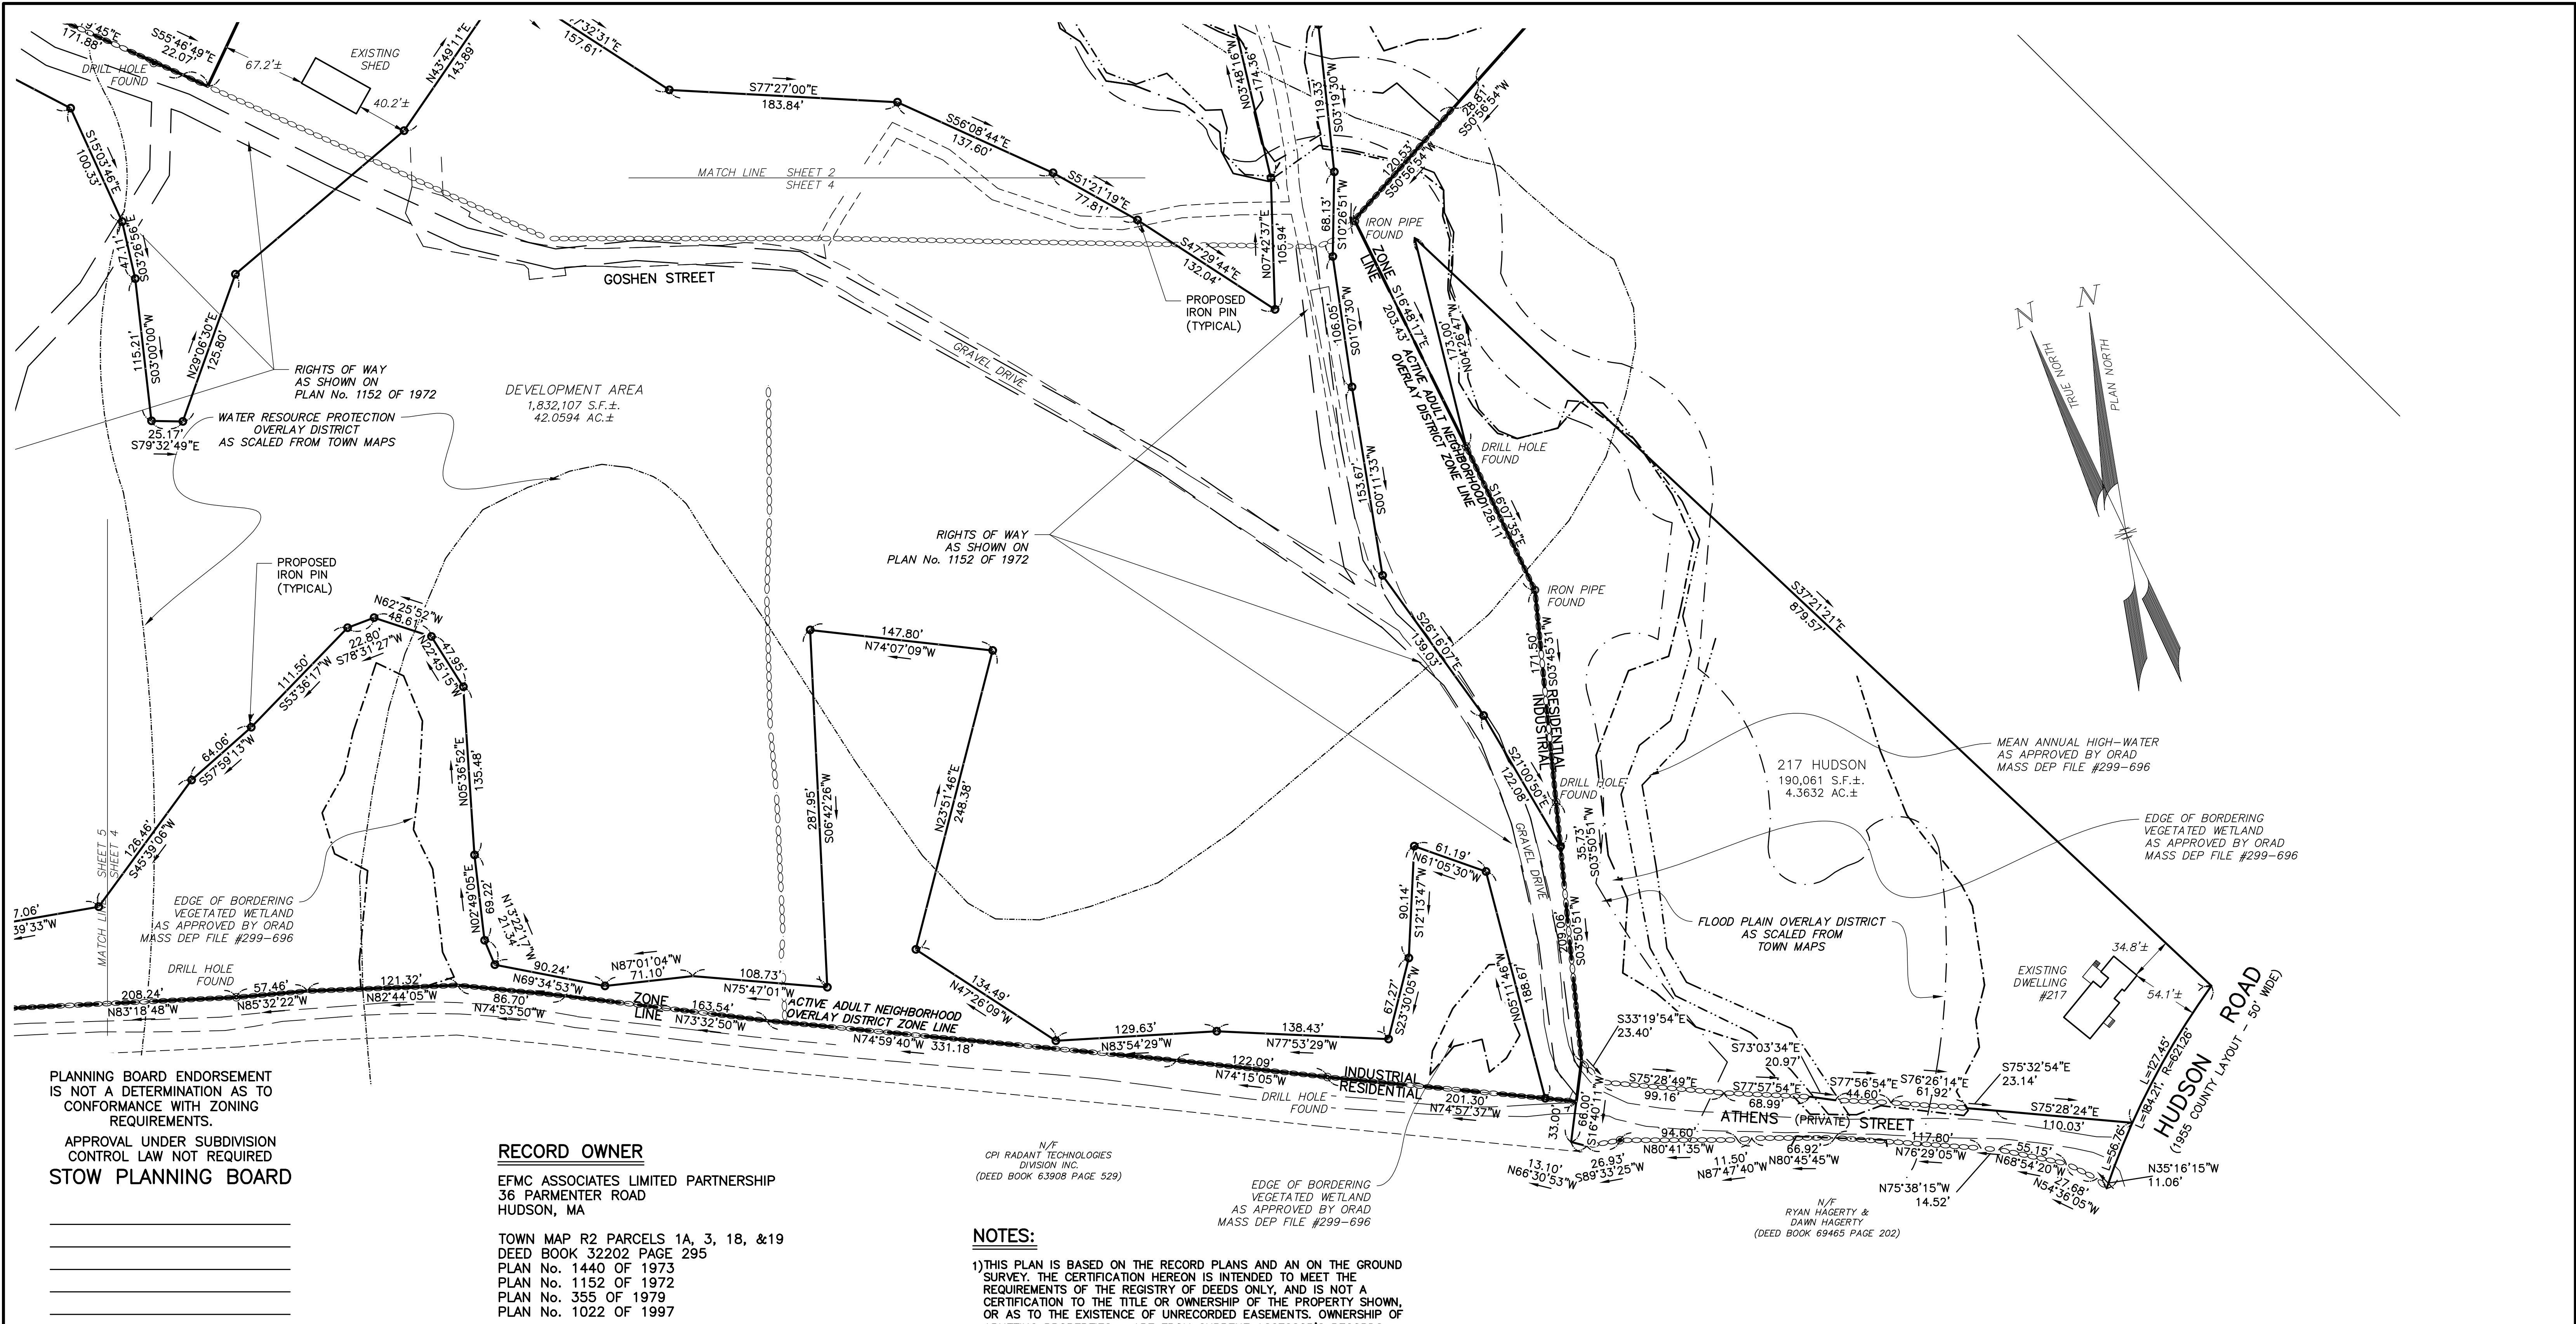 19'45"E
171.88'
S55°46'49"E
22.07'
DRILL HOLE
FOUND
67.2'±
EXISTING
SHED
40.2'±
N43°49'11"E
143.89'
7°32'31"E
157.61'
S77°27'00"E
183.84'
S56°08'44"E
137.60'
MATCH LINE SHEET 2
SHEET 4
S51°21'19"E
77.81'
S47°29'44"E
132.04'
N07°42'37"E
105.94'
N03°48'16"W
174.36'
119.33'
S03°19'30"W
68.13'
S10°26'51"W
28.81'
S50°56'54"W
120.53'
S50°56'54"W
IRON PIPE
FOUND
S15°03'46"E
100.33'
S03°26'56"E
47.11'
115.21'
S03°00'00"W
N29°06'30"E
125.80'
25.17'
S79°32'49"E
GOSHEN STREET
PROPOSED
IRON PIN
(TYPICAL)
RIGHTS OF WAY
AS SHOWN ON
PLAN No. 1152 OF 1972
WATER RESOURCE PROTECTION
OVERLAY DISTRICT
AS SCALED FROM TOWN MAPS
DEVELOPMENT AREA
1,832,107 S.F.±.
42.0594 AC.±
GRAVEL DRIVE
106.05'
S01°07'30"W
ZONE
LINE
S16°48'17"E
203.43'
ACTIVE ADULT NEIGHBORHOOD
OVERLAY DISTRICT ZONE LINE
N04°26'47"W
173.00'
DRILL HOLE
FOUND
153.67'
S00°11'33"W
S16°07'35"E
128.11'
IRON PIPE
FOUND
N
N
TRUE NORTH
PLAN NORTH
S37°21'21"E
879.57'
RIGHTS OF WAY
AS SHOWN ON
PLAN No. 1152 OF 1972
PROPOSED
IRON PIN
(TYPICAL)
N62°25'52"W
48.61'
22.80'
S78°31'27"W
47.95'
N22°45'15"W
111.50'
S53°36'17"W
64.06'
S57°59'13"W
126.46'
S45°39'06"W
7.06'
39'33"W
MATCH LINE SHEET 5
SHEET 4
N05°36'52"E
135.48'
N02°49'05"E
69.22'
N13°22'17"W
21.34'
147.80'
N74°07'09"W
287.95'
S06°42'26"W
N23°51'46"E
248.38'
S26°16'07"E
139.03'
171.50'
S03°45'31"W
RESIDENTIAL
INDUSTRIAL
S21°00'50"E
122.08'
DRILL HOLE
FOUND
35.73'
S03°50'51"W
217 HUDSON
190,061 S.F.±.
4.3632 AC.±
MEAN ANNUAL HIGH-WATER
AS APPROVED BY ORAD
MASS DEP FILE #299-696
EDGE OF BORDERING
VEGETATED WETLAND
AS APPROVED BY ORAD
MASS DEP FILE #299-696
GRAVEL DRIVE
61.19'
N61°05'30"W
90.14'
S12°13'47"W
67.27'
S23°30'05"W
N05°11'46"W
188.67'
209.06'
S03°50'51"W
FLOOD PLAIN OVERLAY DISTRICT
AS SCALED FROM
TOWN MAPS
EXISTING
DWELLING
#217
34.8'±
54.1'±
EDGE OF BORDERING
VEGETATED WETLAND
AS APPROVED BY ORAD
MASS DEP FILE #299-696
DRILL HOLE
FOUND
208.24'
N83°18'48"W
57.46'
N85°32'22"W
121.32'
N82°44'05"W
86.70'
N74°53'50"W
90.24'
N69°34'53"W
N87°01'04"W
71.10'
108.73'
N75°47'01"W
ZONE
LINE
163.54'
N73°32'50"W
ACTIVE ADULT NEIGHBORHOOD
OVERLAY DISTRICT ZONE LINE
N74°59'40"W 331.18'
134.49'
N47°26'09"W
129.63'
N83°54'29"W
138.43'
N77°53'29"W
122.09'
N74°15'05"W
INDUSTRIAL
RESIDENTIAL
DRILL HOLE
FOUND
201.30'
N74°57'37"W
33.00'
66.00'
S16°40'11"W
S33°19'54"E
23.40'
S75°28'49"E
99.16'
S73°03'34"E
20.97'
S77°57'54"E
68.99'
S77°56'54"E
44.60'
S76°26'14"E
61.92'
S75°32'54"E
23.14'
S75°28'24"E
110.03'
ATHENS (PRIVATE) STREET
L=127.45'
L=184.21', R=621.26'
L=56.76'
HUDSON ROAD
(1955 COUNTY LAYOUT - 50' WIDE)
13.10'
N66°30'53"W
26.93'
S89°33'25"W
94.60'
N80°41'35"W
11.50'
N87°47'40"W
66.92'
N80°45'45"W
117.80'
N76°29'05"W
N75°38'15"W
14.52'
55.15'
N68°54'20"W
27.68'
N54°36'05"W
N35°16'15"W
11.06'
N/F
CPI RADANT TECHNOLOGIES
DIVISION INC.
(DEED BOOK 63908 PAGE 529)
EDGE OF BORDERING
VEGETATED WETLAND
AS APPROVED BY ORAD
MASS DEP FILE #299-696
N/F
RYAN HAGERTY &
DAWN HAGERTY
(DEED BOOK 69465 PAGE 202)
PLANNING BOARD ENDORSEMENT
IS NOT A DETERMINATION AS TO
CONFORMANCE WITH ZONING
REQUIREMENTS.
APPROVAL UNDER SUBDIVISION
CONTROL LAW NOT REQUIRED
STOW PLANNING BOARD
RECORD OWNER
EFMC ASSOCIATES LIMITED PARTNERSHIP
36 PARMENTER ROAD
HUDSON, MA
TOWN MAP R2 PARCELS 1A, 3, 18, &19
DEED BOOK 32202 PAGE 295
PLAN No. 1440 OF 1973
PLAN No. 1152 OF 1972
PLAN No. 355 OF 1979
PLAN No. 1022 OF 1997
NOTES:
1)THIS PLAN IS BASED ON THE RECORD PLANS AND AN ON THE GROUND
SURVEY. THE CERTIFICATION HEREON IS INTENDED TO MEET THE
REQUIREMENTS OF THE REGISTRY OF DEEDS ONLY, AND IS NOT A
CERTIFICATION TO THE TITLE OR OWNERSHIP OF THE PROPERTY SHOWN,
OR AS TO THE EXISTENCE OF UNRECORDED EASEMENTS. OWNERSHIP OF